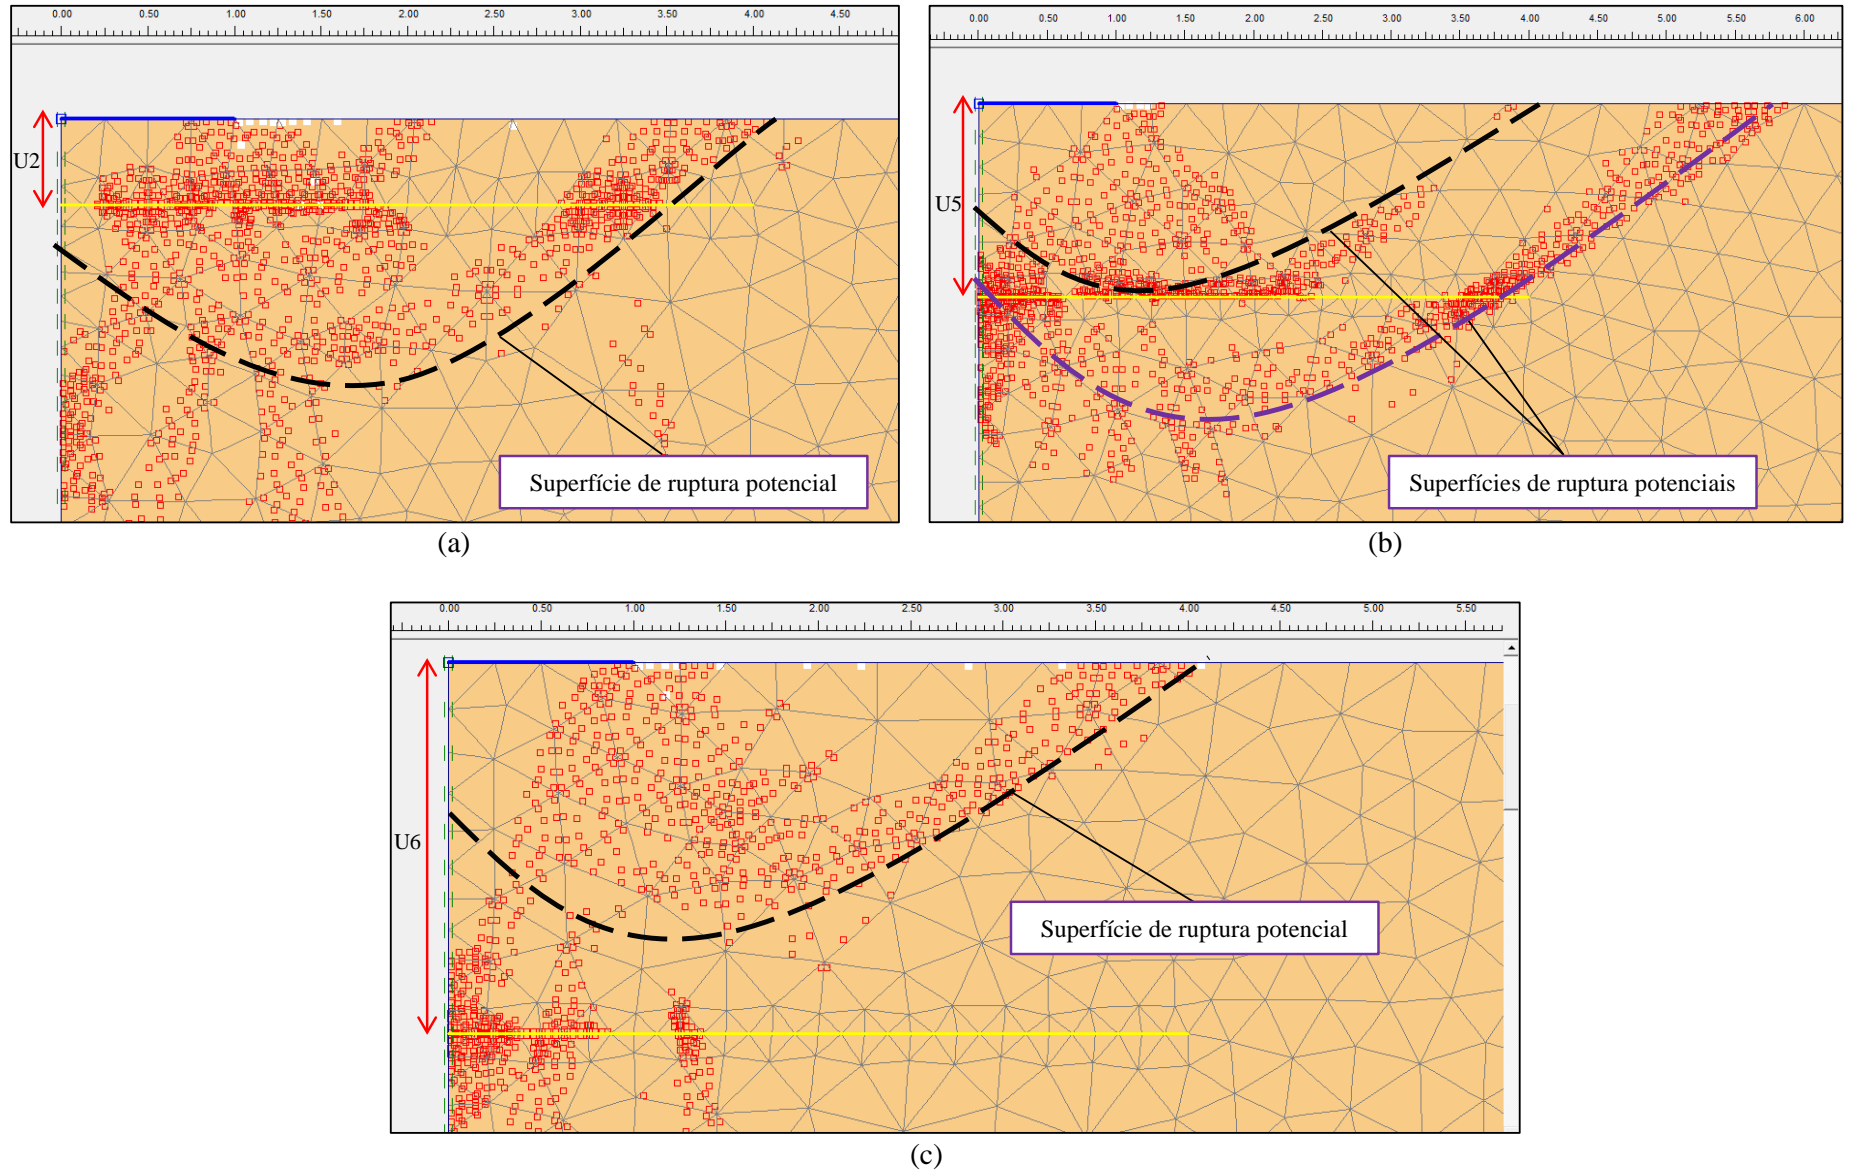 0.00 0.50 1.00 1.50 2.00 2.50 3.00 3.50 4.00 4.50
U2
Superfície de ruptura potencial
(a)
0.00 0.50 1.00 1.50 2.00 2.50 3.00 3.50 4.00 4.50 5.00 5.50 6.00
U5
Superfícies de ruptura potenciais
(b)
0.00 0.50 1.00 1.50 2.00 2.50 3.00 3.50 4.00 4.50 5.00 5.50
U6
Superfície de ruptura potencial
(c)